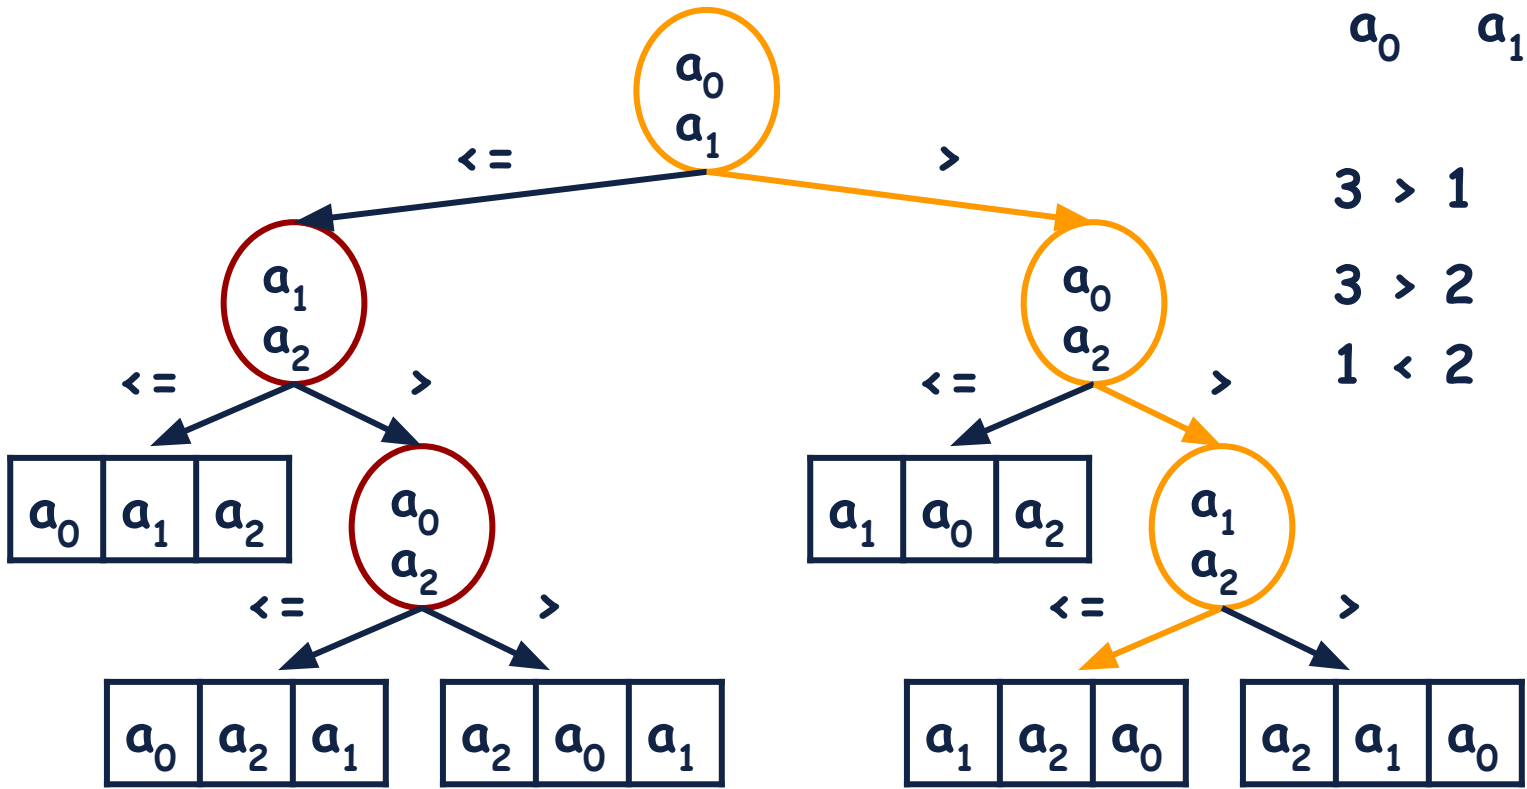 a₀ a₁
a₀
a₁
<= >
3 > 1
a₁
a₂
a₀
a₂
3 > 2
1 < 2
<= > <= >
a₀ a₁ a₂
a₀
a₂
a₁ a₀ a₂
a₁
a₂
<= > <= >
a₀ a₂ a₁
a₂ a₀ a₁
a₁ a₂ a₀
a₂ a₁ a₀